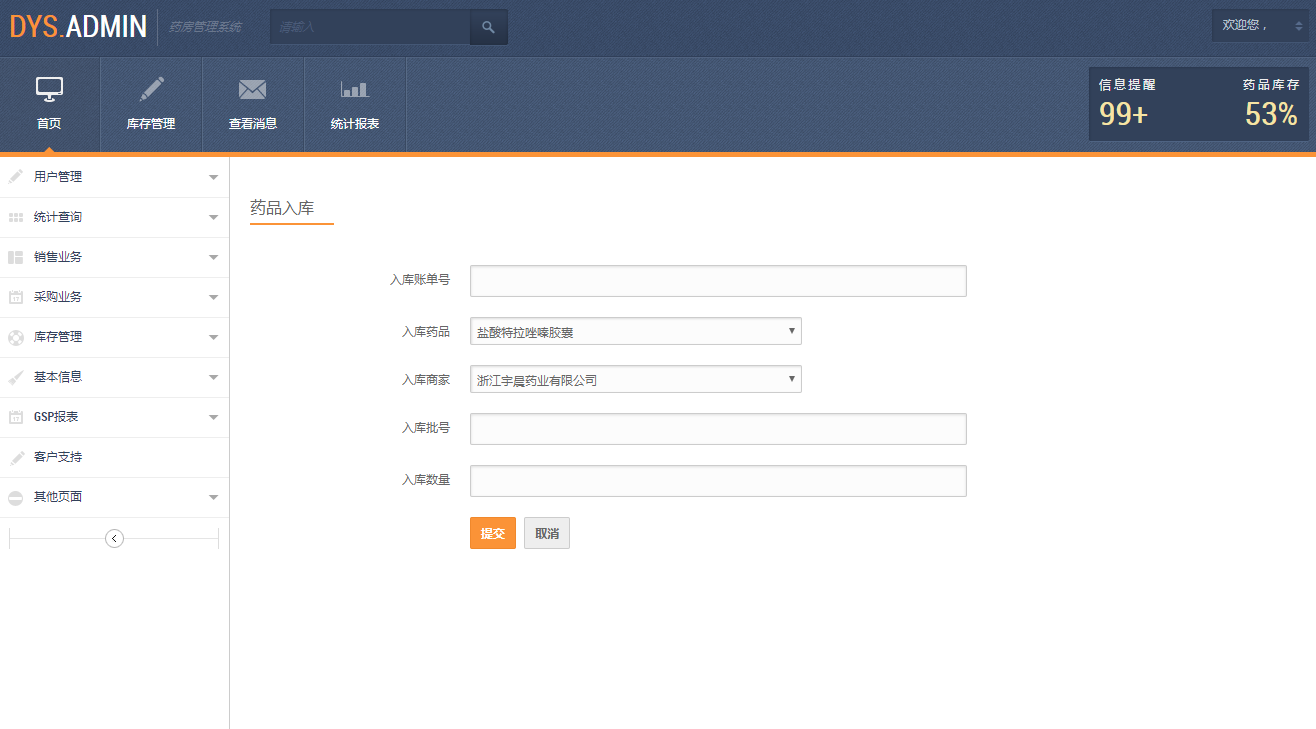 DYS.ADMIN
药房管理系统
请输入
欢迎您 ,
首页
库存管理
查看消息
统计报表
信息提醒
99+
药品库存
53%
用户管理
统计查询
销售业务
采购业务
库存管理
基本信息
GSP报表
客户支持
其他页面
药品入库
入库账单号
入库药品
盐酸特拉唑嗪胶囊
入库商家
浙江宇晨药业有限公司
入库批号
入库数量
提交
取消